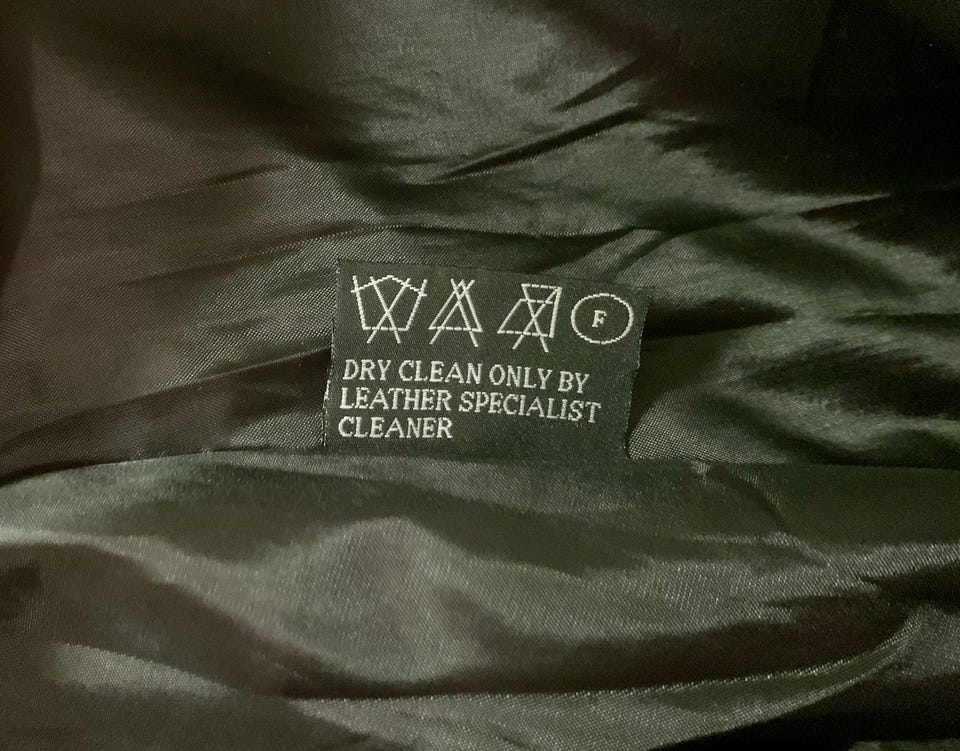 F
DRY CLEAN ONLY BY
LEATHER SPECIALIST
CLEANER